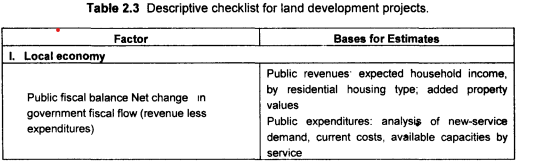 Table 2.3 Descriptive checklist for land development projects.
Factor
Bases for Estimates
I. Local economy
Public fiscal balance Net change in
government fiscal flow (revenue less
expenditures)
Public revenues· expected household income,
by residential housing type; added property
values
Public expenditures: analysis of new-service
demand, current costs, available capacities by
service